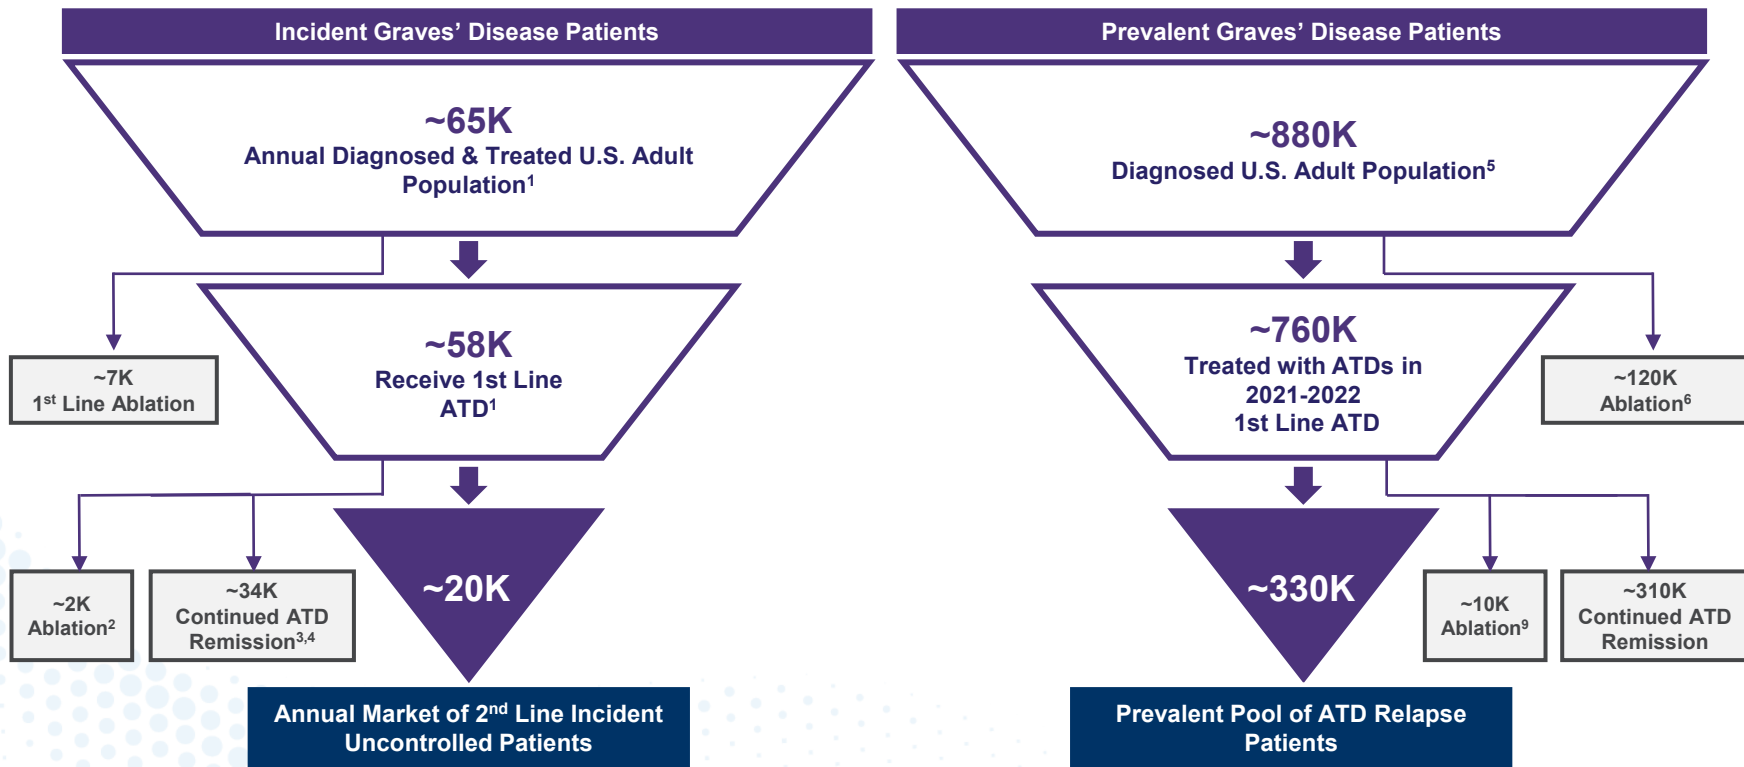 Incident Graves’ Disease Patients
~65K
Annual Diagnosed & Treated U.S. Adult
Population1
~58K
Receive 1st Line
ATD1
~7K
1st Line Ablation
~2K
Ablation2
~34K
Continued ATD
Remission3,4
~20K
Annual Market of 2nd Line Incident
Uncontrolled Patients
Prevalent Graves’ Disease Patients
~880K
Diagnosed U.S. Adult Population5
~760K
Treated with ATDs in
2021-2022
1st Line ATD
~120K
Ablation6
~330K
~10K
Ablation9
~310K
Continued ATD
Remission
Prevalent Pool of ATD Relapse
Patients